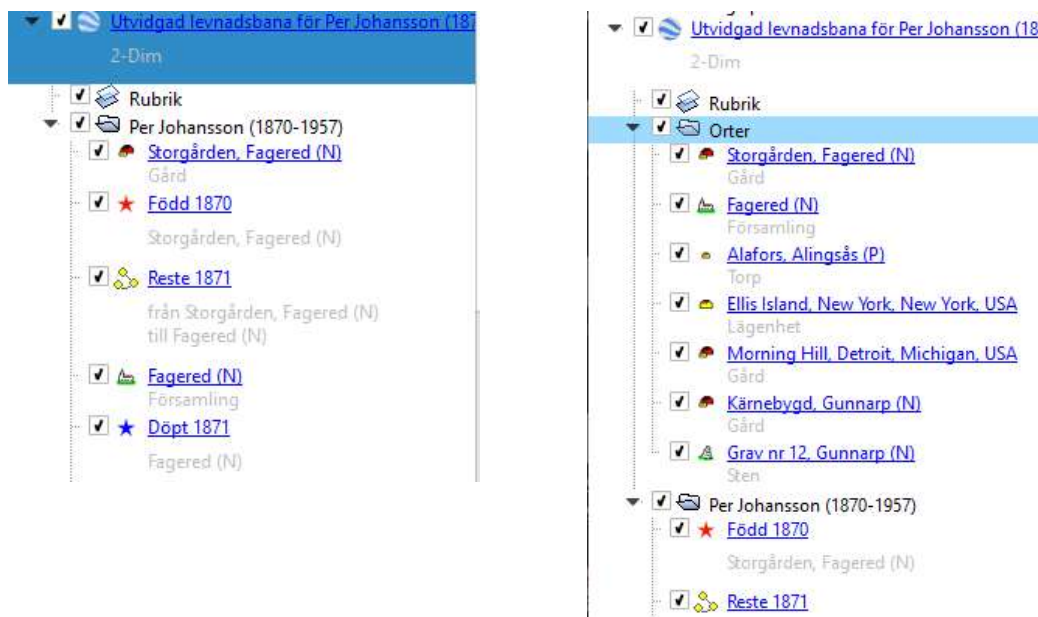 Utvidgad levnadsbana för Per Johansson (187
2-Dim
Rubrik
Per Johansson (1870-1957)
Storgården, Fagered (N)
Gård
Född 1870
Storgården, Fagered (N)
Reste 1871
från Storgården, Fagered (N)
till Fagered (N)
Fagered (N)
Församling
Döpt 1871
Fagered (N)
Utvidgad levnadsbana för Per Johansson (18
2-Dim
Rubrik
Orter
Storgården, Fagered (N)
Gård
Fagered (N)
Församling
Alafors, Alingsås (P)
Torp
Ellis Island, New York, New York, USA
Lägenhet
Morning Hill, Detroit, Michigan, USA
Gård
Kärnebygd, Gunnarp (N)
Gård
Grav nr 12, Gunnarp (N)
Sten
Per Johansson (1870-1957)
Född 1870
Storgården, Fagered (N)
Reste 1871